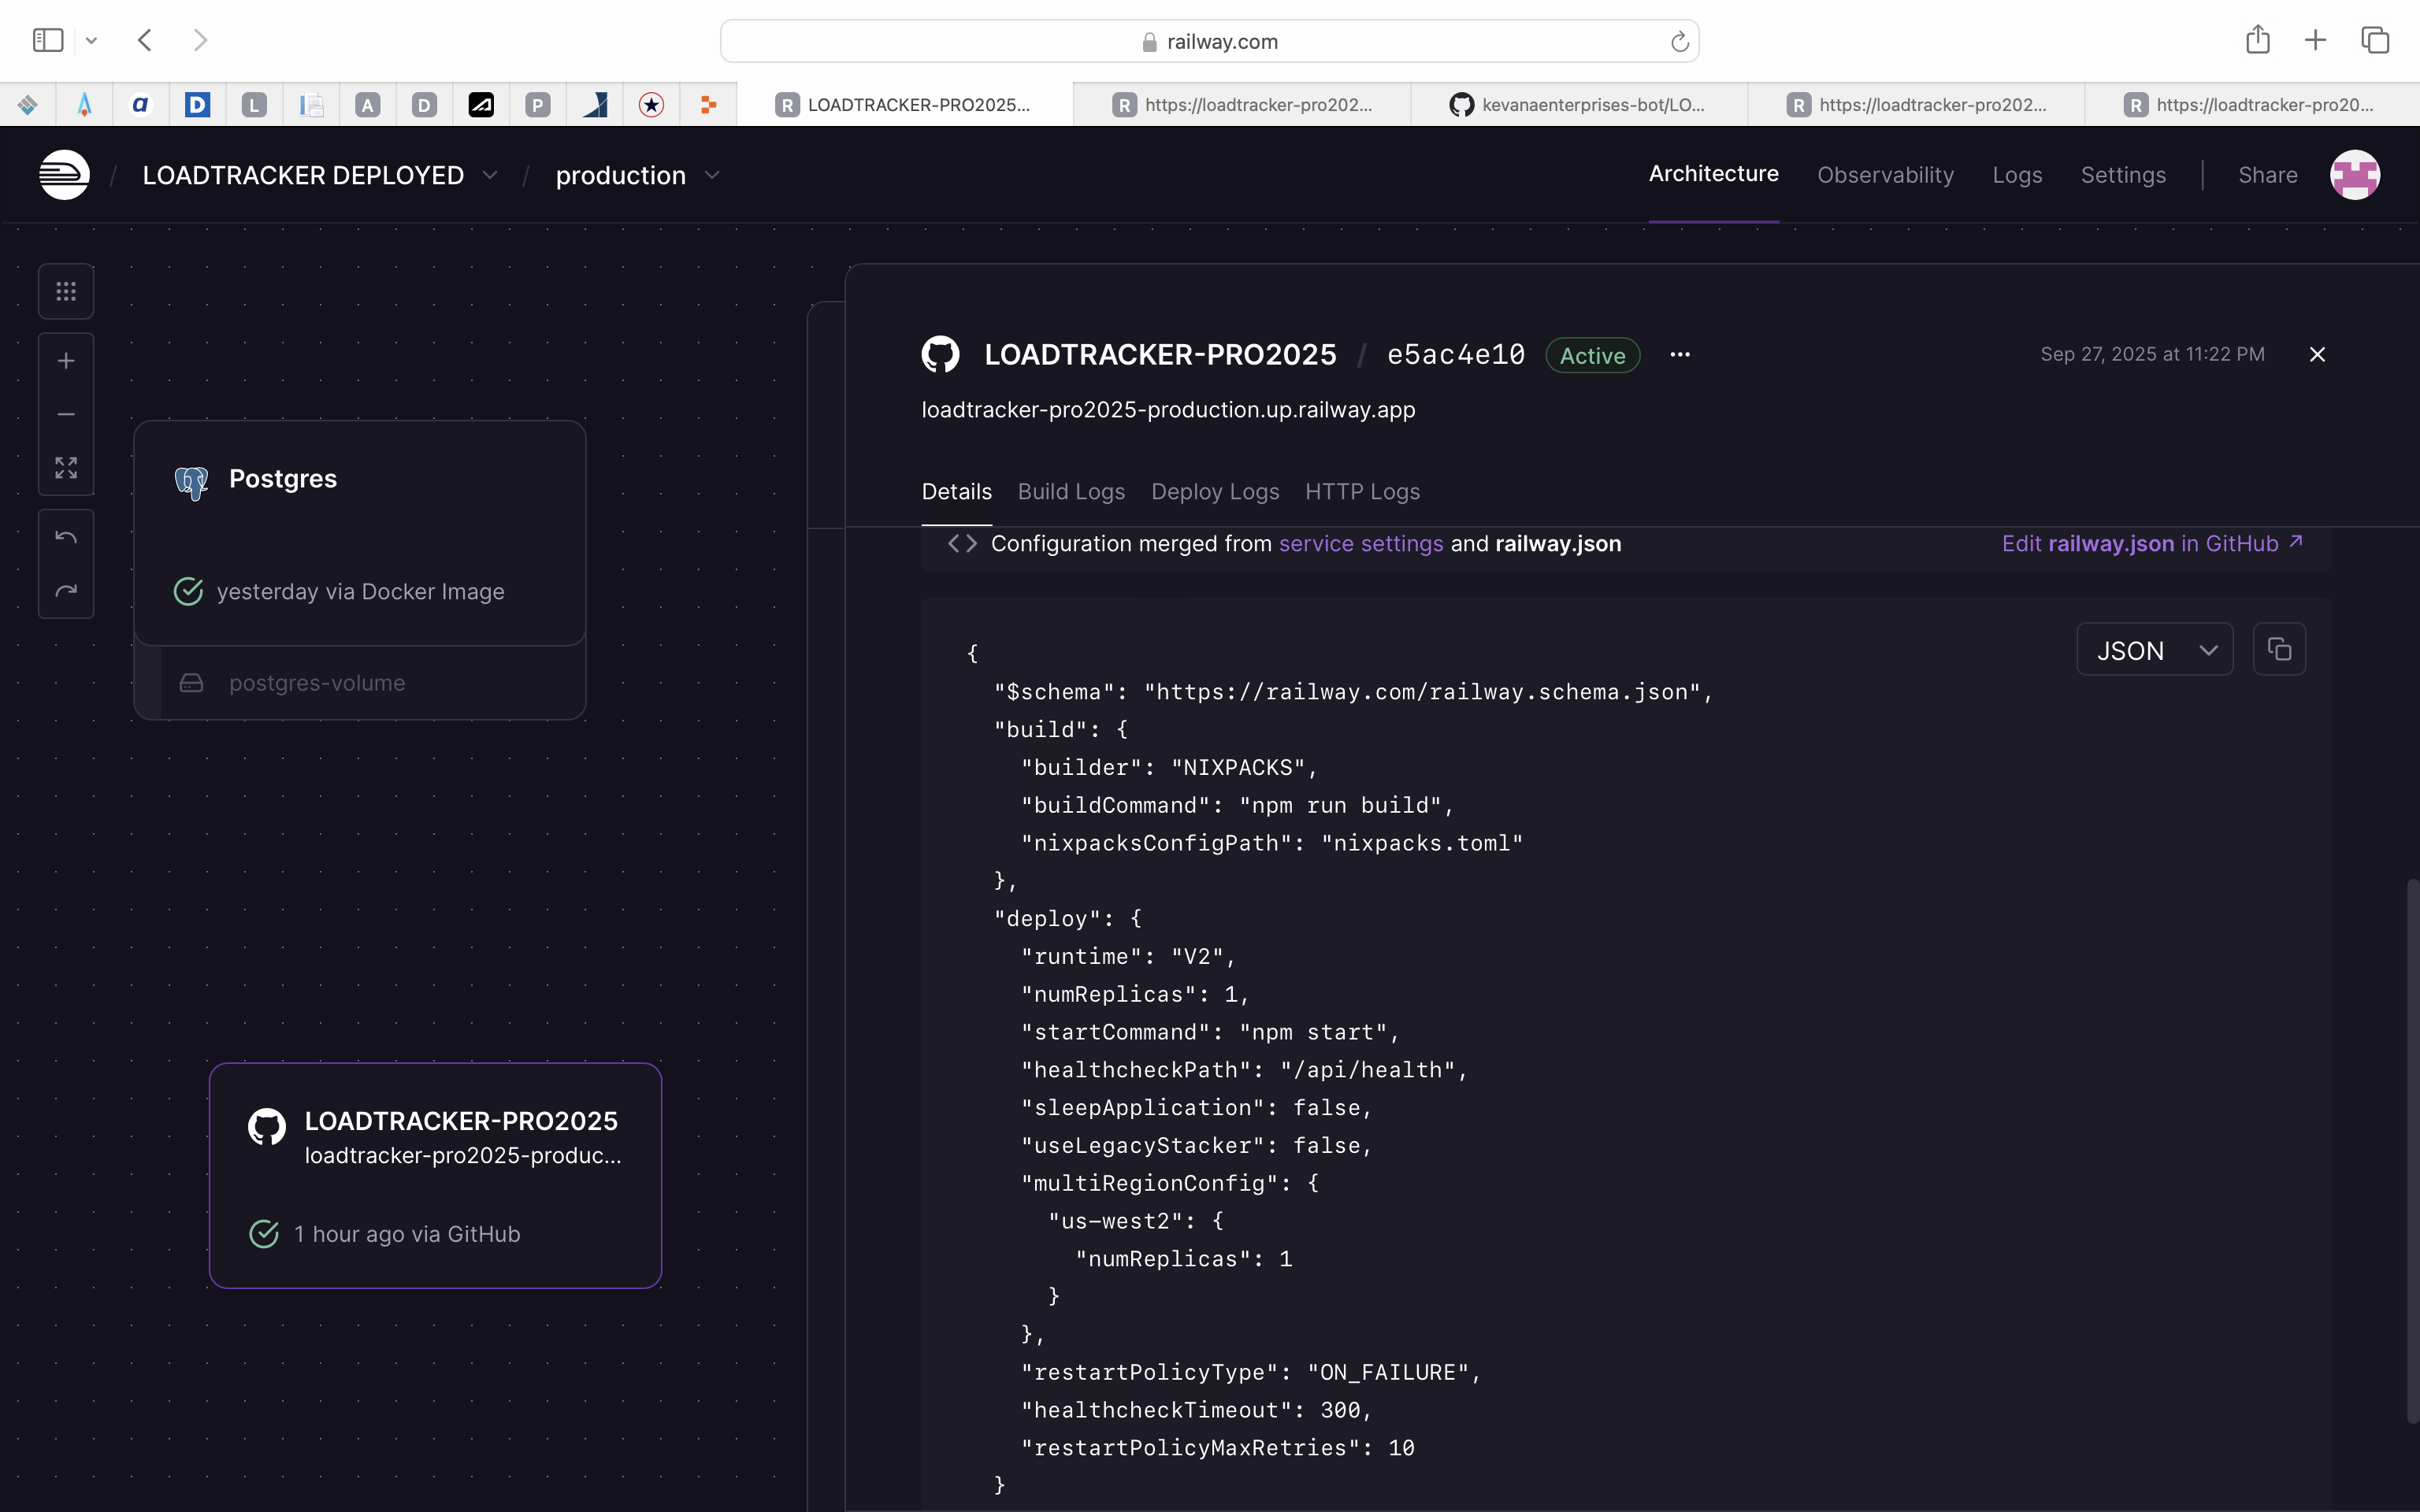 railway.com
a
D
L
A
D
P
R LOADTRACKER-PRO2025...
R https://loadtracker-pro202...
kevanaenterprises-bot/LO...
R https://loadtracker-pro202...
R https://loadtracker-pro20...
/ LOADTRACKER DEPLOYED / production
Architecture Observability Logs Settings | Share
Postgres
yesterday via Docker Image
postgres-volume
LOADTRACKER-PRO2025
loadtracker-pro2025-produc...
1 hour ago via GitHub
LOADTRACKER-PRO2025 / e5ac4e10 Active ...
Sep 27, 2025 at 11:22 PM
loadtracker-pro2025-production.up.railway.app
Details Build Logs Deploy Logs HTTP Logs
<> Configuration merged from service settings and railway.json
Edit railway.json in GitHub ↗
JSON
{
"$schema": "https://railway.com/railway.schema.json",
"build": {
"builder": "NIXPACKS",
"buildCommand": "npm run build",
"nixpacksConfigPath": "nixpacks.toml"
},
"deploy": {
"runtime": "V2",
"numReplicas": 1,
"startCommand": "npm start",
"healthcheckPath": "/api/health",
"sleepApplication": false,
"useLegacyStacker": false,
"multiRegionConfig": {
"us-west2": {
"numReplicas": 1
}
},
"restartPolicyType": "ON_FAILURE",
"healthcheckTimeout": 300,
"restartPolicyMaxRetries": 10
}